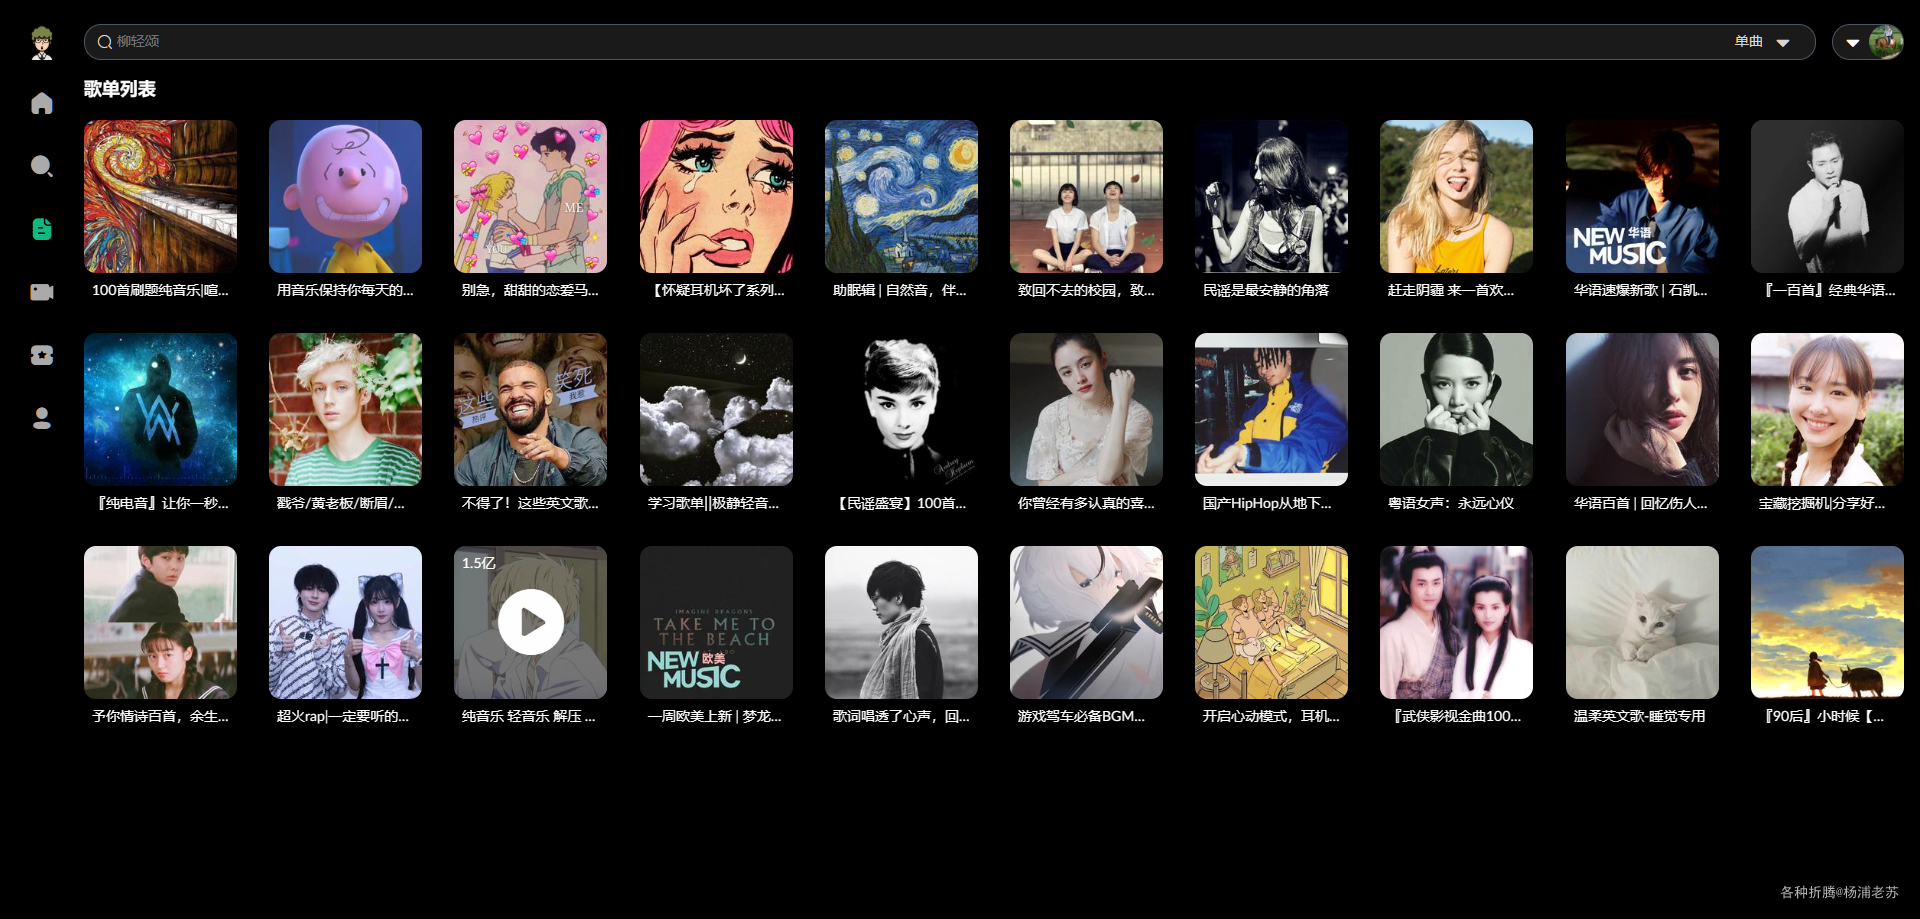 柳轻颂
单曲
歌单列表
ME
YOU
NEW 华语
MUSIC
100首刷题纯音乐|喧...
用音乐保持你每天的...
别急，甜甜的恋爱马...
【怀疑耳机坏了系列...
助眠辑 | 自然音，伴...
致回不去的校园，致...
民谣是最安静的角落
赶走阴霾 来一首欢...
华语速爆新歌 | 石凯...
『一百首』经典华语...
这些
热评
笑死
我惹
Audrey Hepburn
『纯电音』让你一秒...
戳爷/黄老板/断眉/...
不得了！这些英文歌...
学习歌单||极静轻音...
【民谣盛宴】100首...
你曾经有多认真的喜...
国产HipHop从地下...
粤语女声：永远心仪
华语百首 | 回忆伤人...
宝藏挖掘机|分享好...
1.5亿
IMAGINE DRAGONS
TAKE ME TO
THE BEACH
NEW 欧美
MUSIC
予你情诗百首，余生...
超火rap|一定要听的...
纯音乐 轻音乐 解压 ...
一周欧美上新 | 梦龙...
歌词唱透了心声，回...
游戏驾车必备BGM...
开启心动模式，耳机...
『武侠影视金曲100...
温柔英文歌-睡觉专用
『90后』小时候【...
各种折腾@杨浦老苏